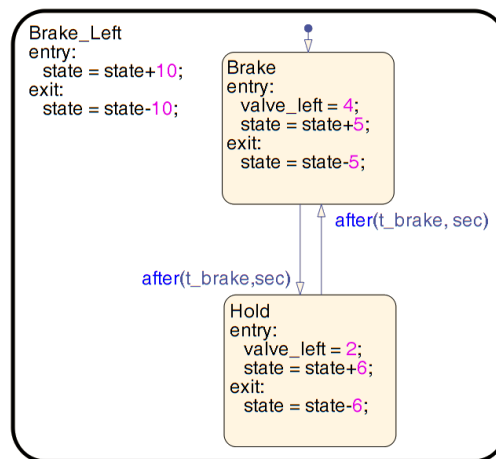 Brake_Left
entry:
state = state+10;
exit:
state = state-10;
Brake
entry:
valve_left = 4;
state = state+5;
exit:
state = state-5;
after(t_brake, sec)
after(t_brake,sec)
Hold
entry:
valve_left = 2;
state = state+6;
exit:
state = state-6;